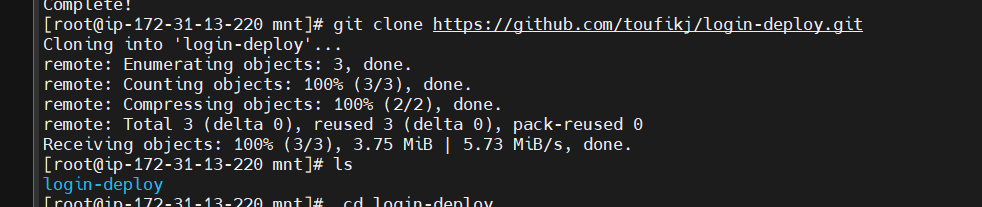 Complete!
[root@ip-172-31-13-220 mnt]# git clone https://github.com/toufikj/login-deploy.git
Cloning into 'login-deploy'...
remote: Enumerating objects: 3, done.
remote: Counting objects: 100% (3/3), done.
remote: Compressing objects: 100% (2/2), done.
remote: Total 3 (delta 0), reused 3 (delta 0), pack-reused 0
Receiving objects: 100% (3/3), 3.75 MiB | 5.73 MiB/s, done.
[root@ip-172-31-13-220 mnt]# ls
login-deploy
[root@ip-172-31-13-220 mnt]#  cd login-deploy